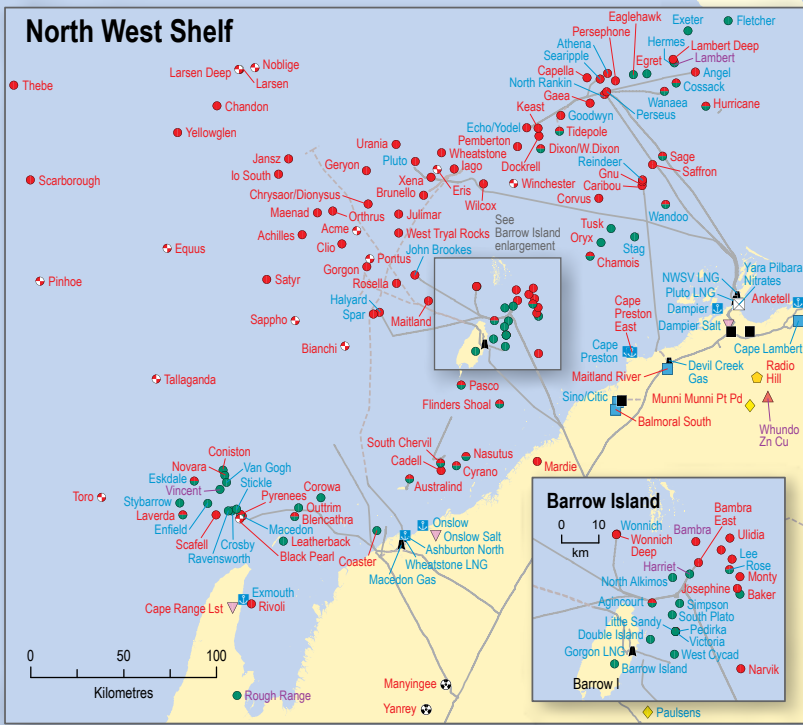 North West Shelf
Thebe
Larsen Deep
Noblige
Larsen
Chandon
Yellowglen
Scarborough
Jansz
Io South
Urania
Geryon
Pluto
Wheatstone
Iago
Xena
Eris
Brunello
Wilcox
Winchester
Chrysaor/Dionysus
Maenad
Orthrus
Julimar
Achilles
Acme
Clio
West Tryal Rocks
John Brookes
Pontus
Gorgon
Rosella
Equus
Pinhoe
Satyr
Halyard
Spar
Maitland
Sappho
Bianchi
Tallaganda
See
Barrow Island
enlargement
Eaglehawk
Persephone
Athena
Searipple
Capella
North Rankin
Gaea
Keast
Echo/Yodel
Pemberton
Dockrell
Goodwyn
Tidepole
Dixon/W.Dixon
Exeter
Fletcher
Hermes
Lambert Deep
Lambert
Egret
Angel
Cossack
Wanaea
Perseus
Hurricane
Reindeer
Gnu
Caribou
Corvus
Sage
Saffron
Wandoo
Tusk
Oryx
Stag
Chamois
NWSV LNG
Pluto LNG
Yara Pilbara
Nitrates
Anketell
Dampier
Dampier Salt
Cape Lambert
Cape
Preston
East
Cape
Preston
Devil Creek
Gas
Maitland River
Radio
Hill
Sino/Citic
Munni Munni Pt Pd
Balmoral South
Whundo
Zn Cu
Pasco
Flinders Shoal
South Chervil
Cadell
Nasutus
Cyrano
Australind
Mardie
Coniston
Novara
Eskdale
Van Gogh
Stickle
Vincent
Stybarrow
Laverda
Enfield
Scafell
Ravensworth
Crosby
Pyrenees
Macedon
Black Pearl
Corowa
Outtrim
Blencathra
Leatherback
Toro
Coaster
Onslow
Onslow Salt
Ashburton North
Wheatstone LNG
Macedon Gas
Exmouth
Cape Range Lst
Rivoli
Rough Range
Manyingee
Yanrey
0 50 100
Kilometres
Barrow Island
0 10
km
Wonnich
Wonnich
Deep
Bambra
Bambra
East
Ulidia
Lee
Rose
Harriet
North Alkimos
Monty
Josephine
Baker
Agincourt
Simpson
South Plato
Little Sandy
Pedirka
Double Island
Victoria
Gorgon LNG
West Cycad
Barrow Island
Narvik
Barrow I
Paulsens